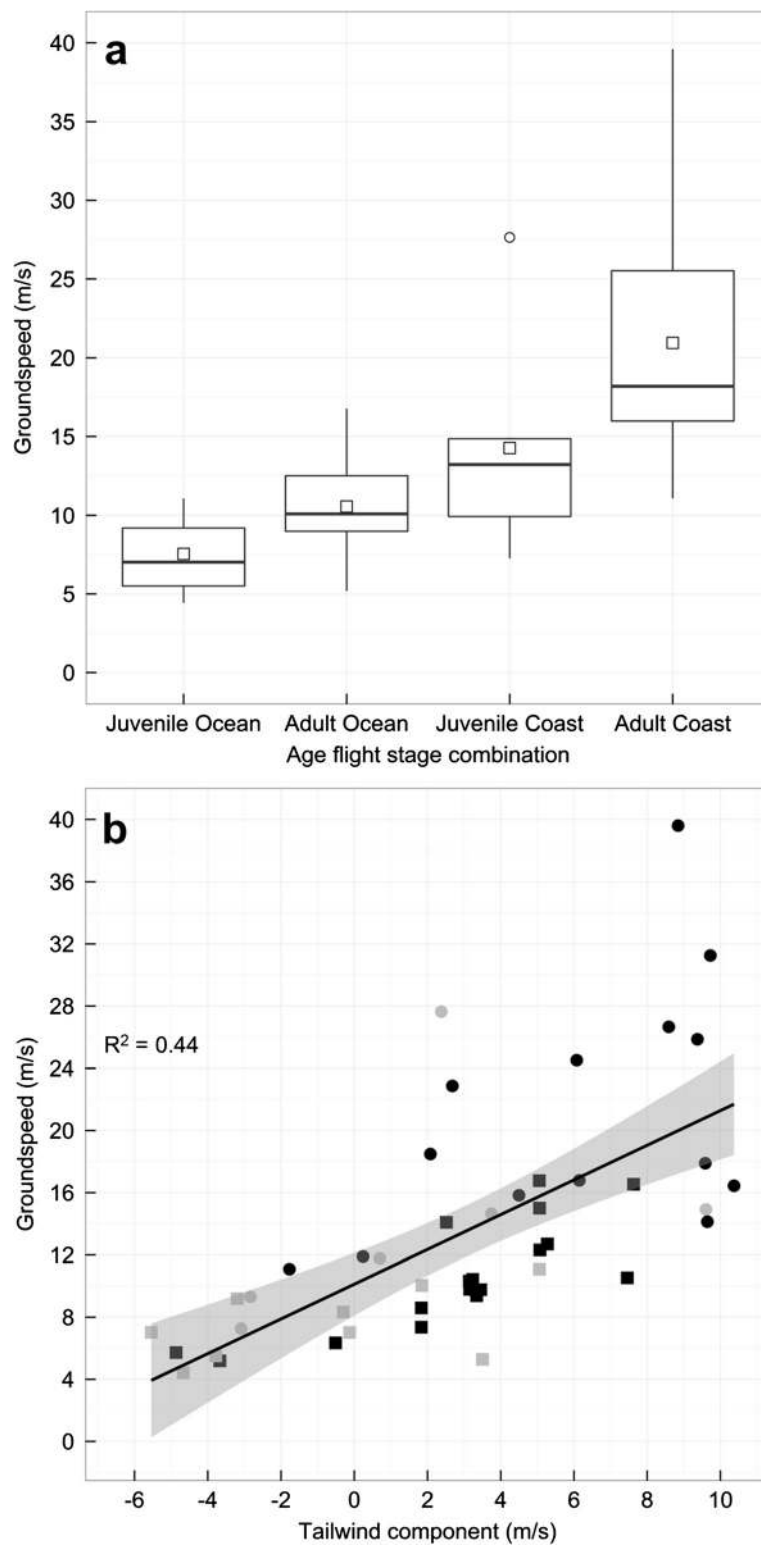 a
40
35
30
25
20
15
10
5
0
Groundspeed (m/s)
Juvenile Ocean Adult Ocean Juvenile Coast Adult Coast
Age flight stage combination
b
40
36
32
28
24
20
16
12
8
4
0
Groundspeed (m/s)
R² = 0.44
-6 -4 -2 0 2 4 6 8 10
Tailwind component (m/s)